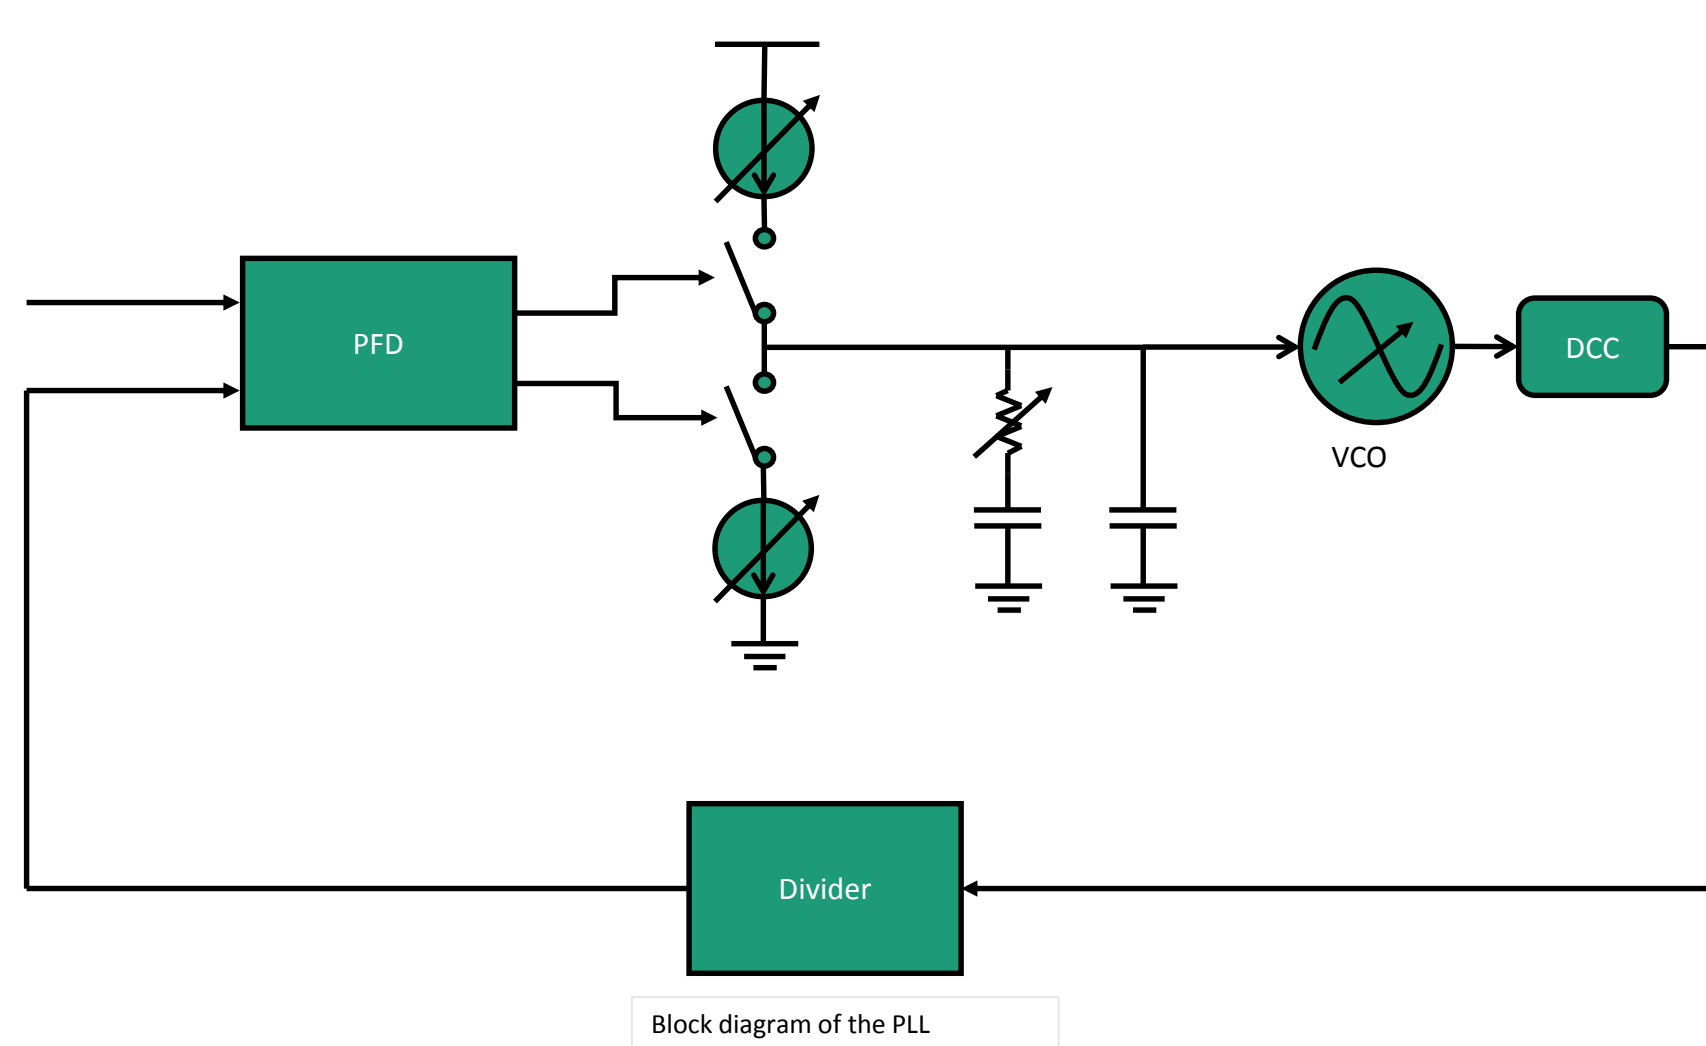 PFD
DCC
VCO
Divider
Block diagram of the PLL